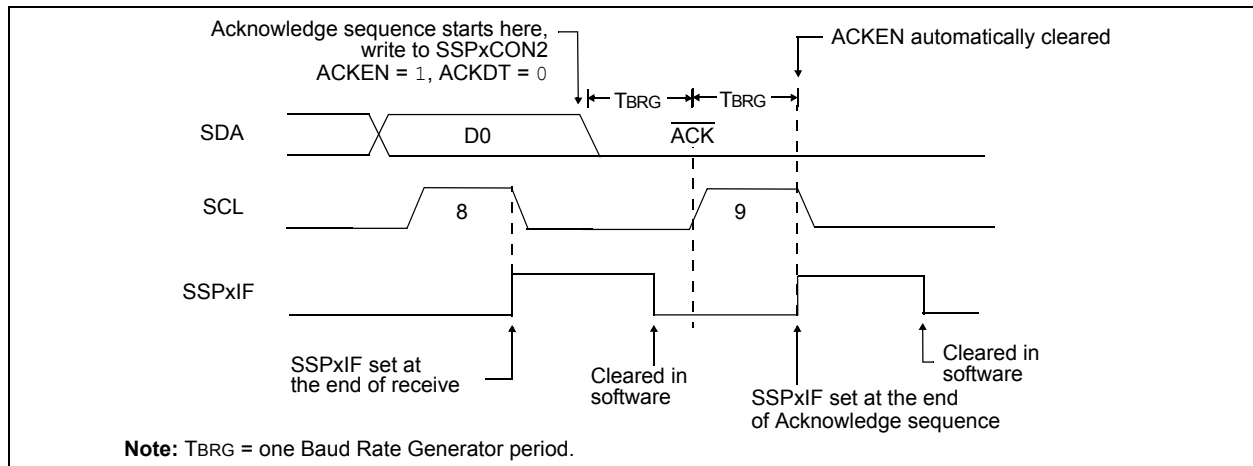 Acknowledge sequence starts here,
write to SSPxCON2
ACKEN = 1, ACKDT = 0
ACKEN automatically cleared
TBRG
TBRG
SDA
D0
ACK
SCL
8
9
SSPxIF
SSPxIF set at
the end of receive
Cleared in
software
SSPxIF set at the end
of Acknowledge sequence
Cleared in
software
Note: TBRG = one Baud Rate Generator period.